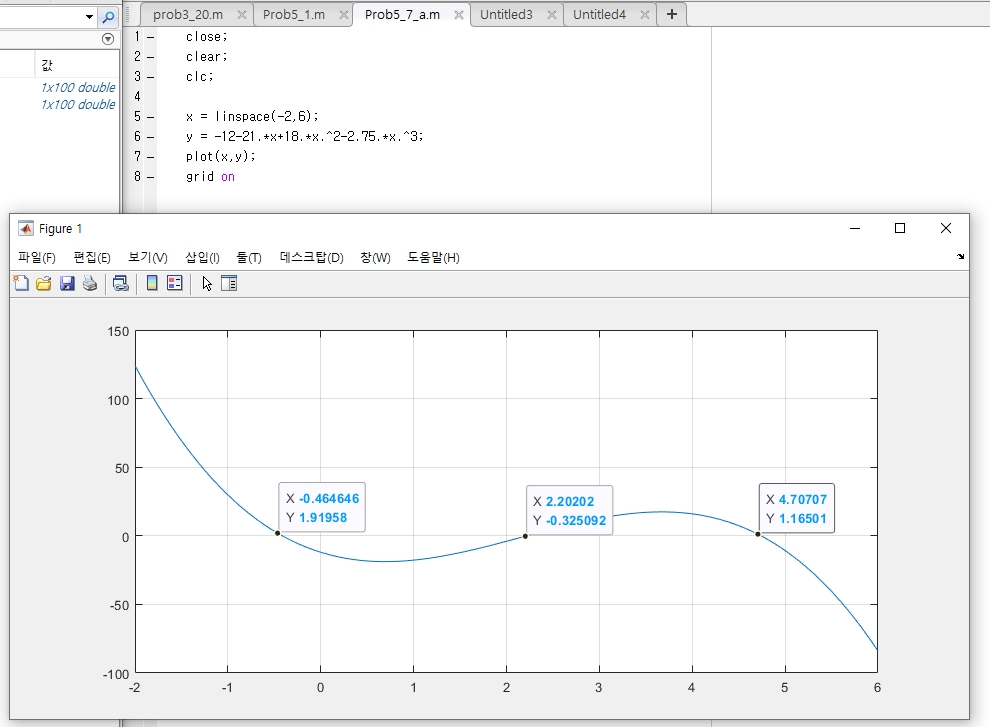 prob3_20.m Prob5_1.m Prob5_7_a.m Untitled3 Untitled4
값
1x100 double
1x100 double
1 close;
2 clear;
3 clc;
4
5 x = linspace(-2,6);
6 y = -12-21.*x+18.*x.^2-2.75.*x.^3;
7 plot(x,y);
8 grid on
Figure 1
파일(F) 편집(E) 보기(V) 삽입(I) 툴(T) 데스크탑(D) 창(W) 도움말(H)
150
100
50
0
-50
-100
X -0.464646
Y 1.91958
X 2.20202
Y -0.325092
X 4.70707
Y 1.16501
-2 -1 0 1 2 3 4 5 6